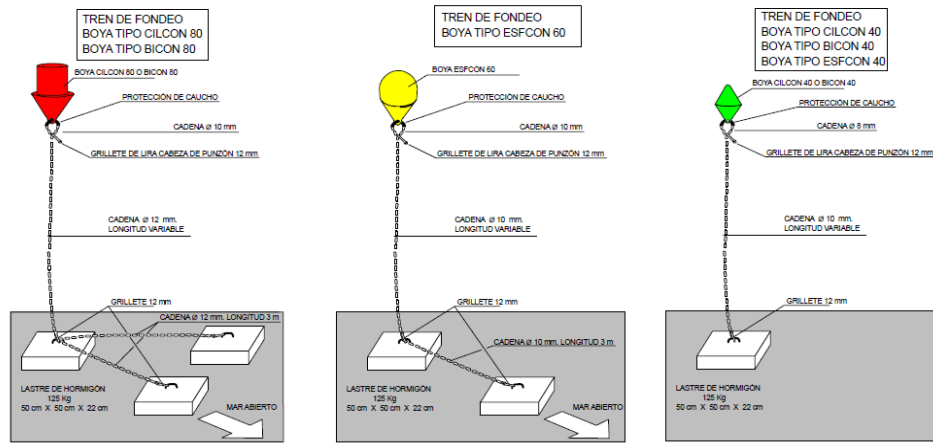 TREN DE FONDEO
BOYA TIPO CILCON 80
BOYA TIPO BICON 80
BOYA CILCON 80 O BICON 80
PROTECCIÓN DE CAUCHO
CADENA Ø 10 mm
GRILLETE DE LIRA CABEZA DE PUNZÓN 12 mm
CADENA Ø 12 mm.
LONGITUD VARIABLE
GRILLETE 12 mm
CADENA Ø 12 mm. LONGITUD 3 m
LASTRE DE HORMIGÓN
125 Kg
50 cm X 50 cm X 22 cm
MAR ABIERTO
TREN DE FONDEO
BOYA TIPO ESFCON 60
BOYA ESFCON 60
PROTECCIÓN DE CAUCHO
CADENA Ø 10 mm
GRILLETE DE LIRA CABEZA DE PUNZÓN 12 mm
CADENA Ø 10 mm.
LONGITUD VARIABLE
GRILLETE 12 mm
CADENA Ø 10 mm. LONGITUD 3 m
LASTRE DE HORMIGÓN
125 Kg
50 cm X 50 cm X 22 cm
MAR ABIERTO
TREN DE FONDEO
BOYA TIPO CILCON 40
BOYA TIPO BICON 40
BOYA TIPO ESFCON 40
BOYA CILCON 40 O BICON 40
PROTECCIÓN DE CAUCHO
CADENA Ø 8 mm
GRILLETE DE LIRA CABEZA DE PUNZÓN 12 mm
CADENA Ø 10 mm.
LONGITUD VARIABLE
GRILLETE 12 mm
LASTRE DE HORMIGÓN
125 Kg
50 cm X 50 cm X 22 cm